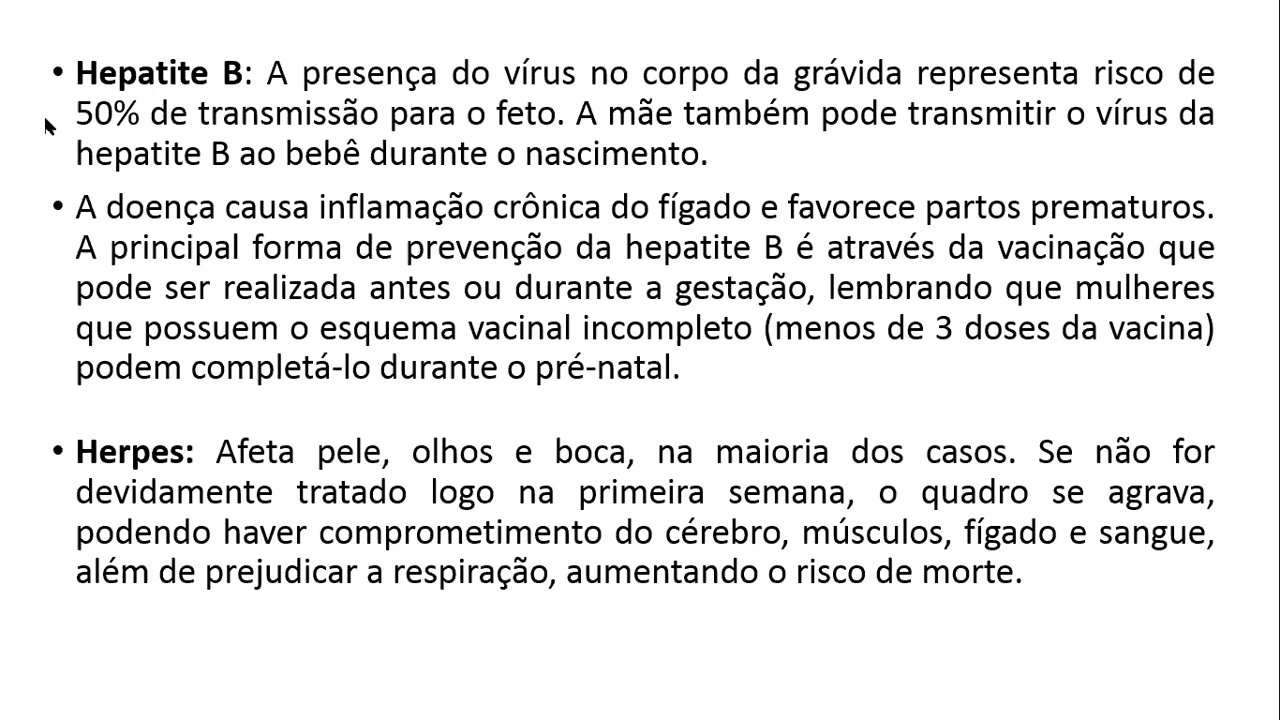 • Hepatite B: A presença do vírus no corpo da grávida representa risco de
50% de transmissão para o feto. A mãe também pode transmitir o vírus da
hepatite B ao bebê durante o nascimento.
• A doença causa inflamação crônica do fígado e favorece partos prematuros.
A principal forma de prevenção da hepatite B é através da vacinação que
pode ser realizada antes ou durante a gestação, lembrando que mulheres
que possuem o esquema vacinal incompleto (menos de 3 doses da vacina)
podem completá-lo durante o pré-natal.
• Herpes: Afeta pele, olhos e boca, na maioria dos casos. Se não for
devidamente tratado logo na primeira semana, o quadro se agrava,
podendo haver comprometimento do cérebro, músculos, fígado e sangue,
além de prejudicar a respiração, aumentando o risco de morte.